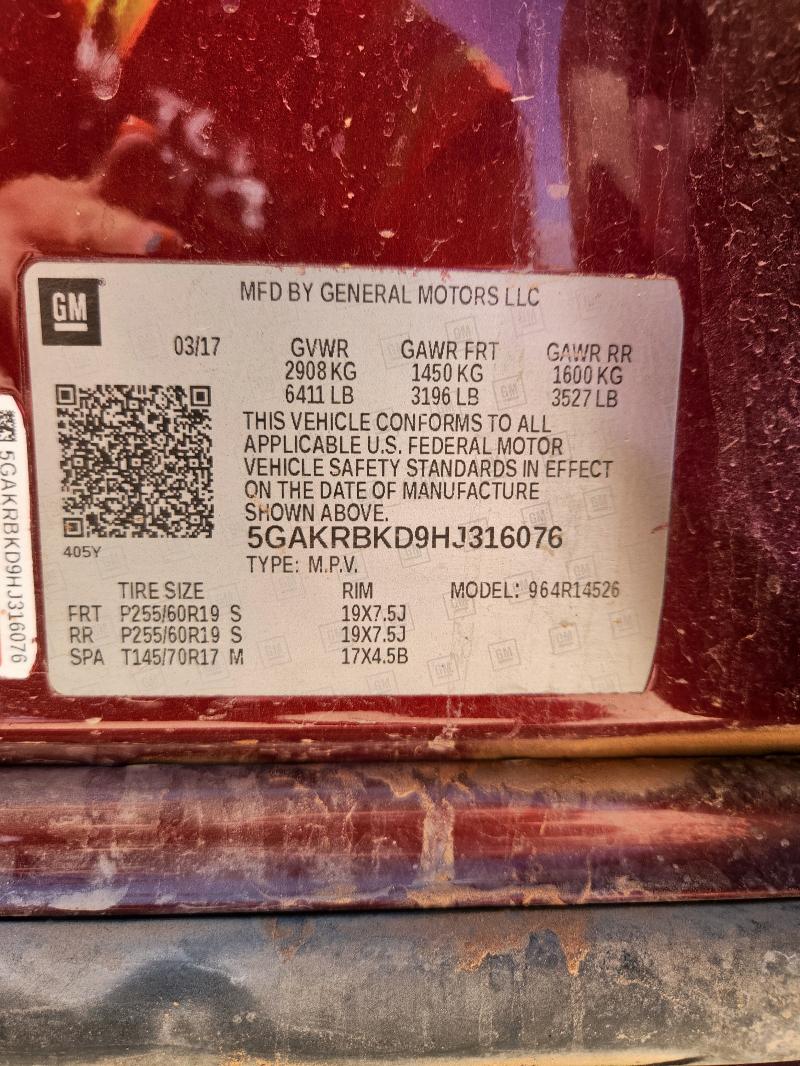 GM
MFD BY GENERAL MOTORS LLC
03/17 GVWR GAWR FRT GAWR RR
2908 KG 1450 KG 1600 KG
6411 LB 3196 LB 3527 LB
THIS VEHICLE CONFORMS TO ALL
APPLICABLE U.S. FEDERAL MOTOR
VEHICLE SAFETY STANDARDS IN EFFECT
ON THE DATE OF MANUFACTURE
SHOWN ABOVE.
5GAKRBKD9HJ316076
405Y
TYPE: M.P.V.
TIRE SIZE RIM MODEL: 964R14526
FRT P255/60R19 S 19X7.5J
RR P255/60R19 S 19X7.5J
SPA T145/70R17 M 17X4.5B
5GAKRBKD9HJ316076